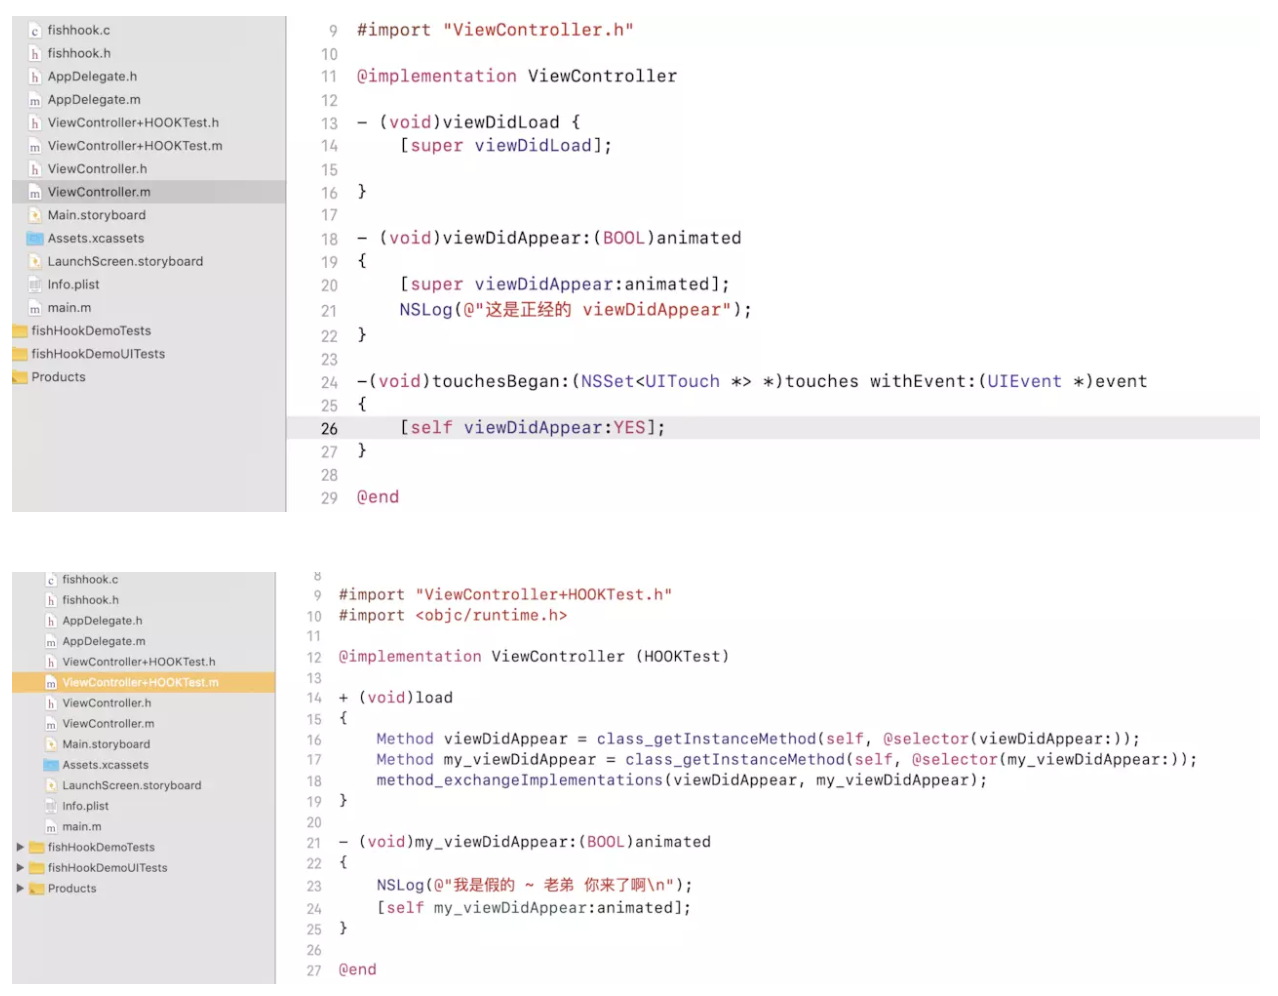 fishhook.c
fishhook.h
AppDelegate.h
AppDelegate.m
ViewController+HOOKTest.h
ViewController+HOOKTest.m
ViewController.h
ViewController.m
Main.storyboard
Assets.xcassets
LaunchScreen.storyboard
Info.plist
main.m
fishHookDemoTests
fishHookDemoUITests
Products
9 #import "ViewController.h"
10
11 @implementation ViewController
12
13 - (void)viewDidLoad {
14 [super viewDidLoad];
15
16 }
17
18 - (void)viewDidAppear:(BOOL)animated
19 {
20 [super viewDidAppear:animated];
21 NSLog(@"这是正经的 viewDidAppear");
22 }
23
24 -(void)touchesBegan:(NSSet<UITouch *> *)touches withEvent:(UIEvent *)event
25 {
26 [self viewDidAppear:YES];
27 }
28
29 @end
fishhook.c
fishhook.h
AppDelegate.h
AppDelegate.m
ViewController+HOOKTest.h
ViewController+HOOKTest.m
ViewController.h
ViewController.m
Main.storyboard
Assets.xcassets
LaunchScreen.storyboard
Info.plist
main.m
fishHookDemoTests
fishHookDemoUITests
Products
8
9 #import "ViewController+HOOKTest.h"
10 #import <objc/runtime.h>
11
12 @implementation ViewController (HOOKTest)
13
14 + (void)load
15 {
16 Method viewDidAppear = class_getInstanceMethod(self, @selector(viewDidAppear:));
17 Method my_viewDidAppear = class_getInstanceMethod(self, @selector(my_viewDidAppear:));
18 method_exchangeImplementations(viewDidAppear, my_viewDidAppear);
19 }
20
21 - (void)my_viewDidAppear:(BOOL)animated
22 {
23 NSLog(@"我是假的 ~ 老弟 你来了啊\n");
24 [self my_viewDidAppear:animated];
25 }
26
27 @end